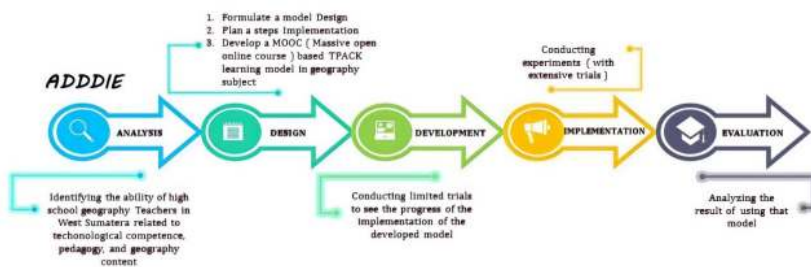 1. Formulate a model Design
2. Plan a steps Implementation
3. Develop a MOOC ( Massive open
online course ) based TPACK
learning model in geography
subject
Conducting
experiments ( with
extensive trials )
ADDDIE
ANALYSIS
DESIGN
DEVELOPMENT
IMPLEMENTATION
EVALUATION
Identifying the ability of high
school geography Teachers in
West Sumatera related to
techonological competence,
pedagogy, and geography
content
Conducting limited trials
to see the progress of the
implementation of the
developed model
Analyzing the
result of using that
model